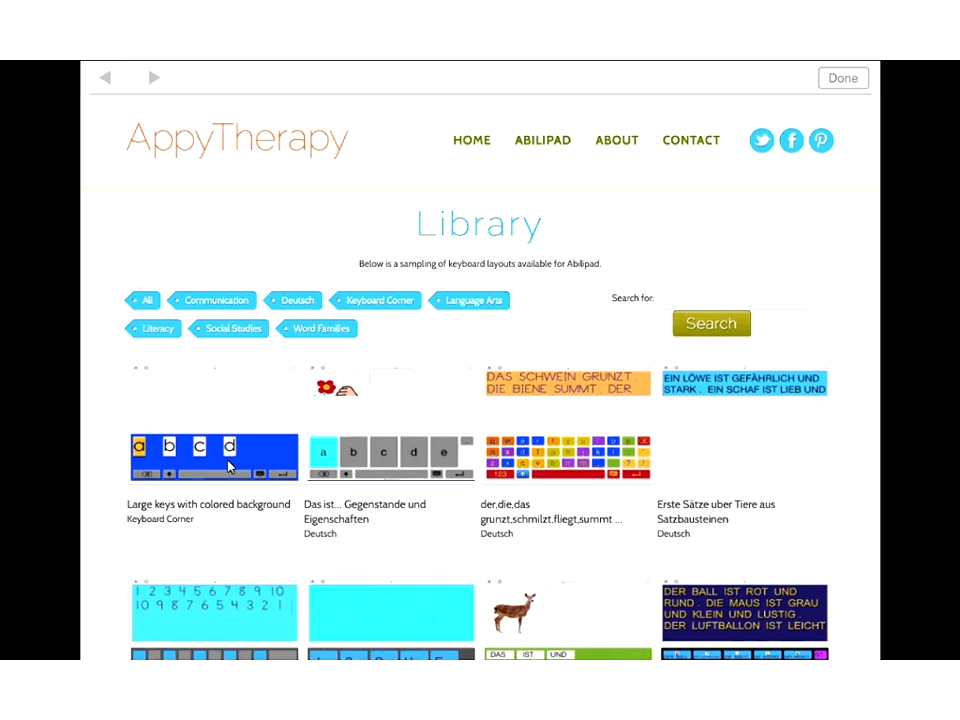 Done
AppyTherapy
HOME ABILIPAD ABOUT CONTACT
Library
Below is a sampling of keyboard layouts available for Abilipad.
All Communication Deutsch Keyboard Corner Language Arts
Search for:
Search
Literacy Social Studies Word Families
DAS SCHWEIN GRUNZT .
DIE BIENE SUMMT . DER
EIN LÖWE IST GEFÄHRLICH UND
STARK . EIN SCHAF IST LIEB UND
a b c d
a b c d e
123
Large keys with colored background
Keyboard Corner
Das ist... Gegenstande und
Eigenschaften
Deutsch
der,die,das
grunzt,schmilzt,fliegt,summt ...
Deutsch
Erste Sätze uber Tiere aus
Satzbausteinen
Deutsch
1 2 3 4 5 6 7 8 9 10
10 9 8 7 6 5 4 3 2 1
DER BALL IST ROT UND
RUND . DIE MAUS IST GRAU
UND KLEIN UND LUSTIG .
DER LUFTBALLON IST LEICHT
DAS IST UND